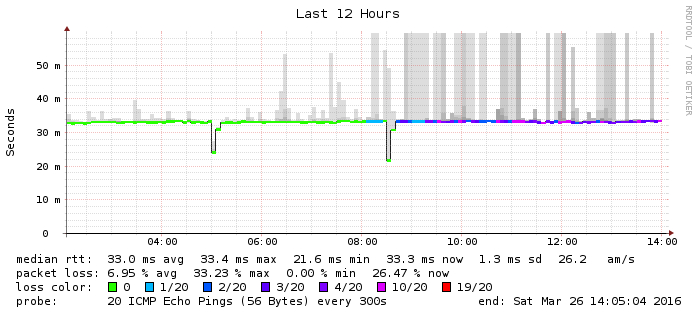 Last 12 Hours
RRDTOOL / TOBI OETIKER
Seconds
50 m
40 m
30 m
20 m
10 m
0
04:00 06:00 08:00 10:00 12:00 14:00
median rtt: 33.0 ms avg 33.4 ms max 21.6 ms min 33.3 ms now 1.3 ms sd 26.2 am/s
packet loss: 6.95 % avg 33.23 % max 0.00 % min 26.47 % now
loss color: 0 1/20 2/20 3/20 4/20 10/20 19/20
probe: 20 ICMP Echo Pings (56 Bytes) every 300s end: Sat Mar 26 14:05:04 2016